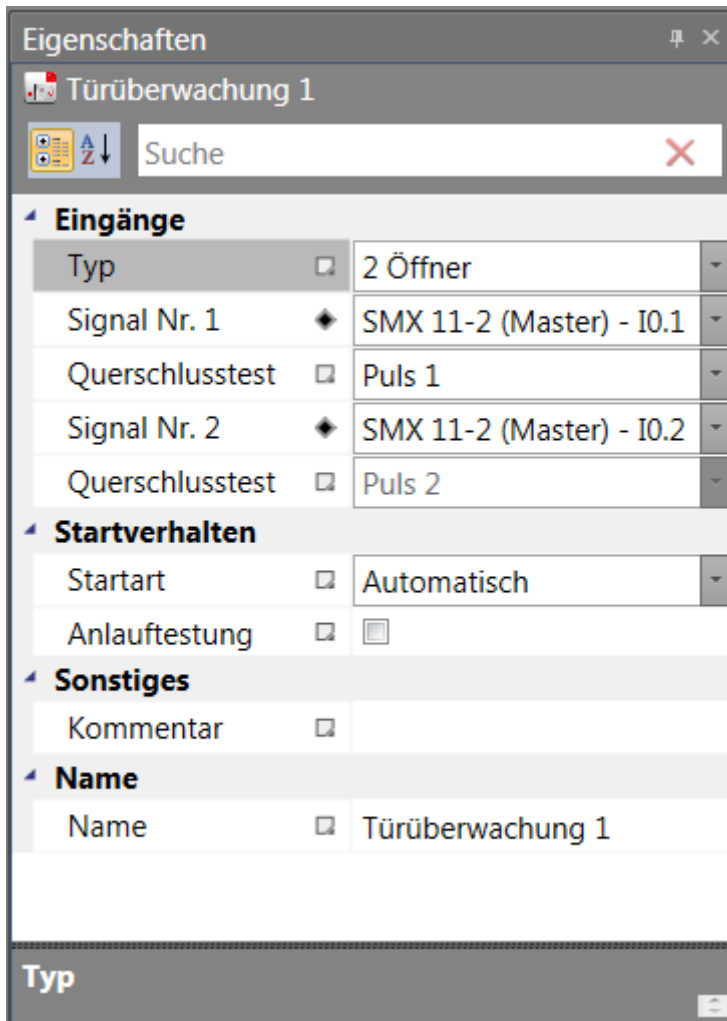 Eigenschaften
Türüberwachung 1
A Z Suche
Eingänge
Typ 2 Öffner
Signal Nr. 1 SMX 11-2 (Master) - I0.1
Querschlusstest Puls 1
Signal Nr. 2 SMX 11-2 (Master) - I0.2
Querschlusstest Puls 2
Startverhalten
Startart Automatisch
Anlauftestung
Sonstiges
Kommentar
Name
Name Türüberwachung 1
Typ